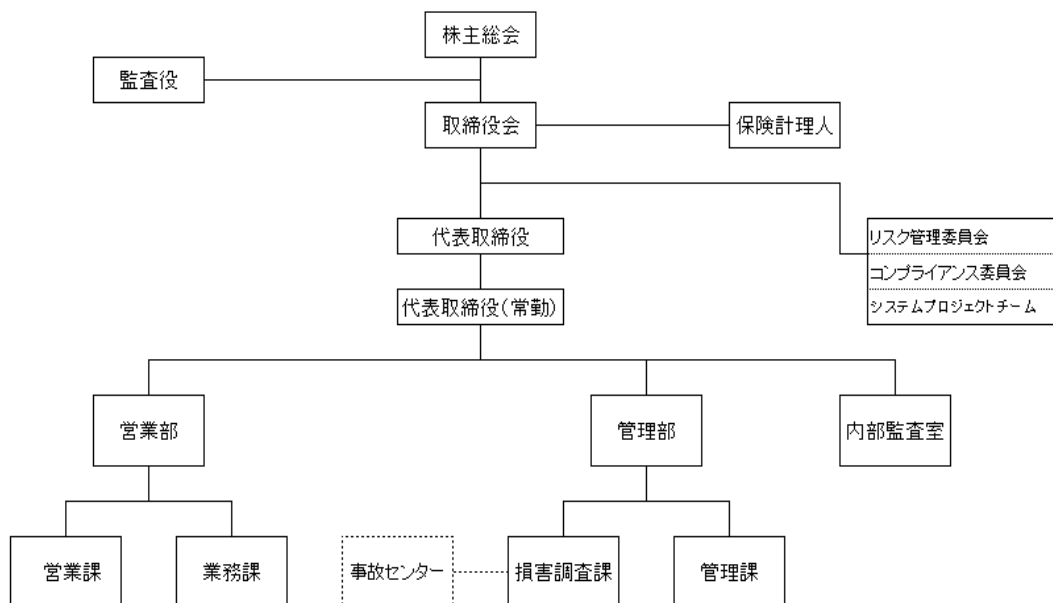 株主総会
監査役
取締役会
保険計理人
代表取締役
リスク管理委員会
コンプライアンス委員会
システムプロジェクトチーム
代表取締役(常勤)
営業部
管理部
内部監査室
営業課
業務課
事故センター
損害調査課
管理課